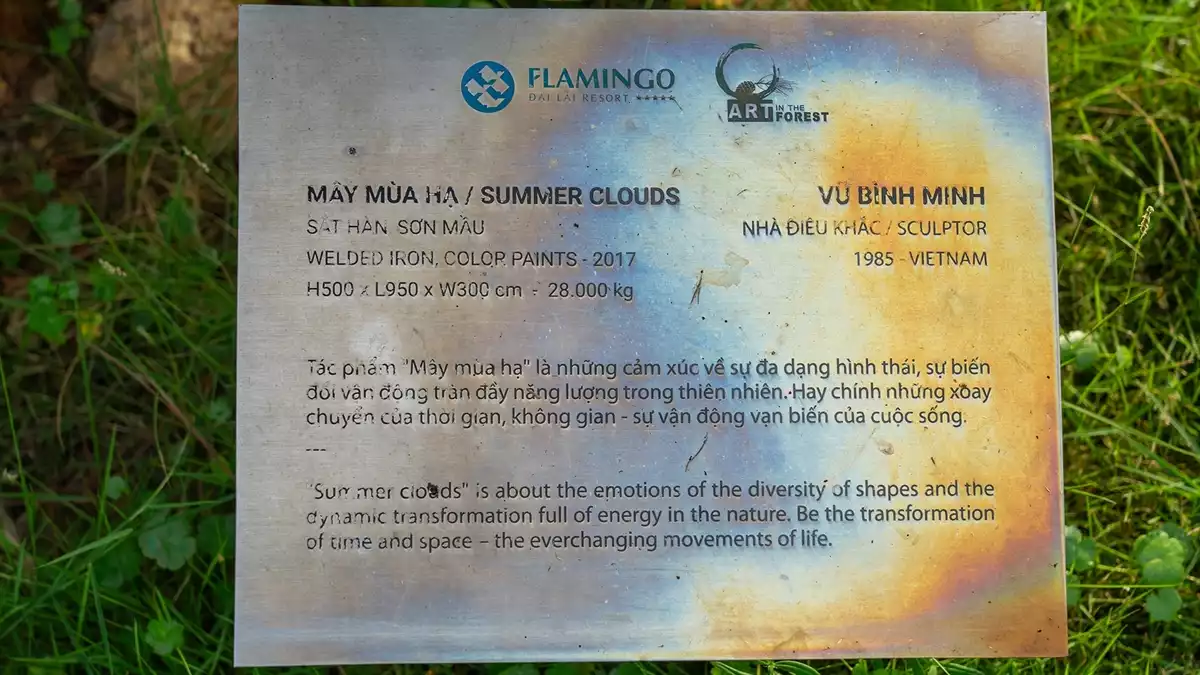 FLAMINGO
ĐẠI LẢI RESORT ★★★★★
ART IN THE FOREST
MÂY MÙA HẠ / SUMMER CLOUDS
SẮT HÀN, SƠN MẦU
WELDED IRON, COLOR PAINTS - 2017
H500 x L950 x W300 cm - 28.000 kg
VŨ BÌNH MINH
NHÀ ĐIÊU KHẮC / SCULPTOR
1985 - VIETNAM
Tác phẩm "Mây mùa hạ" là những cảm xúc về sự đa dạng hình thái, sự biến
đổi vận động tràn đầy năng lượng trong thiên nhiên. Hay chính những xoay
chuyển của thời gian, không gian - sự vận động vạn biến của cuộc sống.
---
"Summer clouds" is about the emotions of the diversity of shapes and the
dynamic transformation full of energy in the nature. Be the transformation
of time and space – the everchanging movements of life.